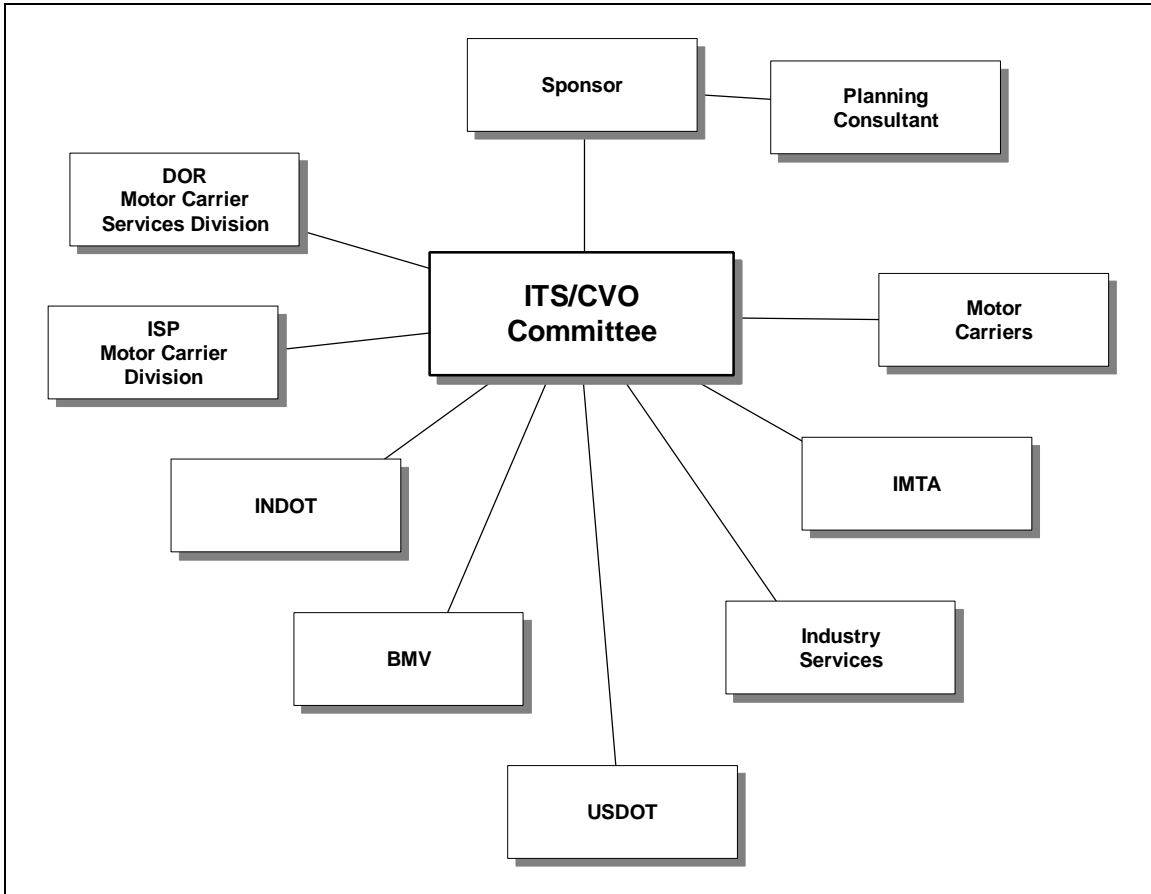 Sponsor
Planning
Consultant
DOR
Motor Carrier
Services Division
ITS/CVO
Committee
Motor
Carriers
ISP
Motor Carrier
Division
IMTA
INDOT
Industry
Services
BMV
USDOT